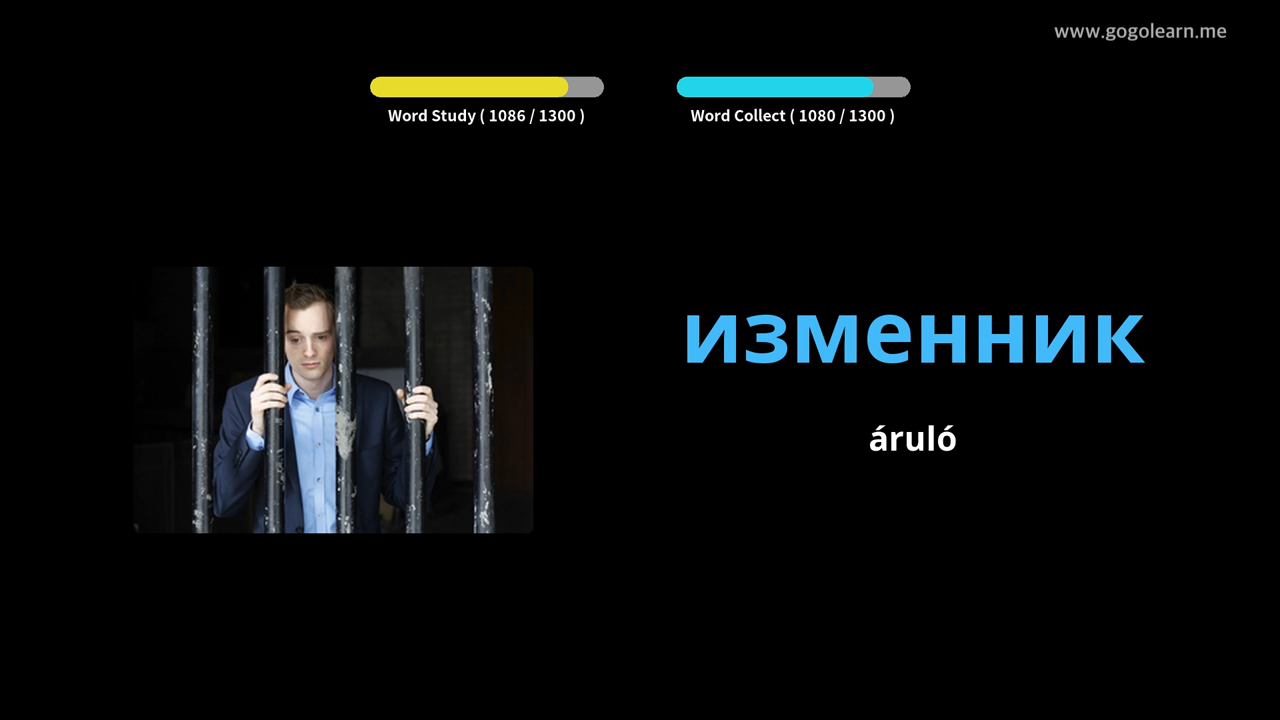 www.gogolearn.me
Word Study ( 1086 / 1300 )
Word Collect ( 1080 / 1300 )
изменник
áruló